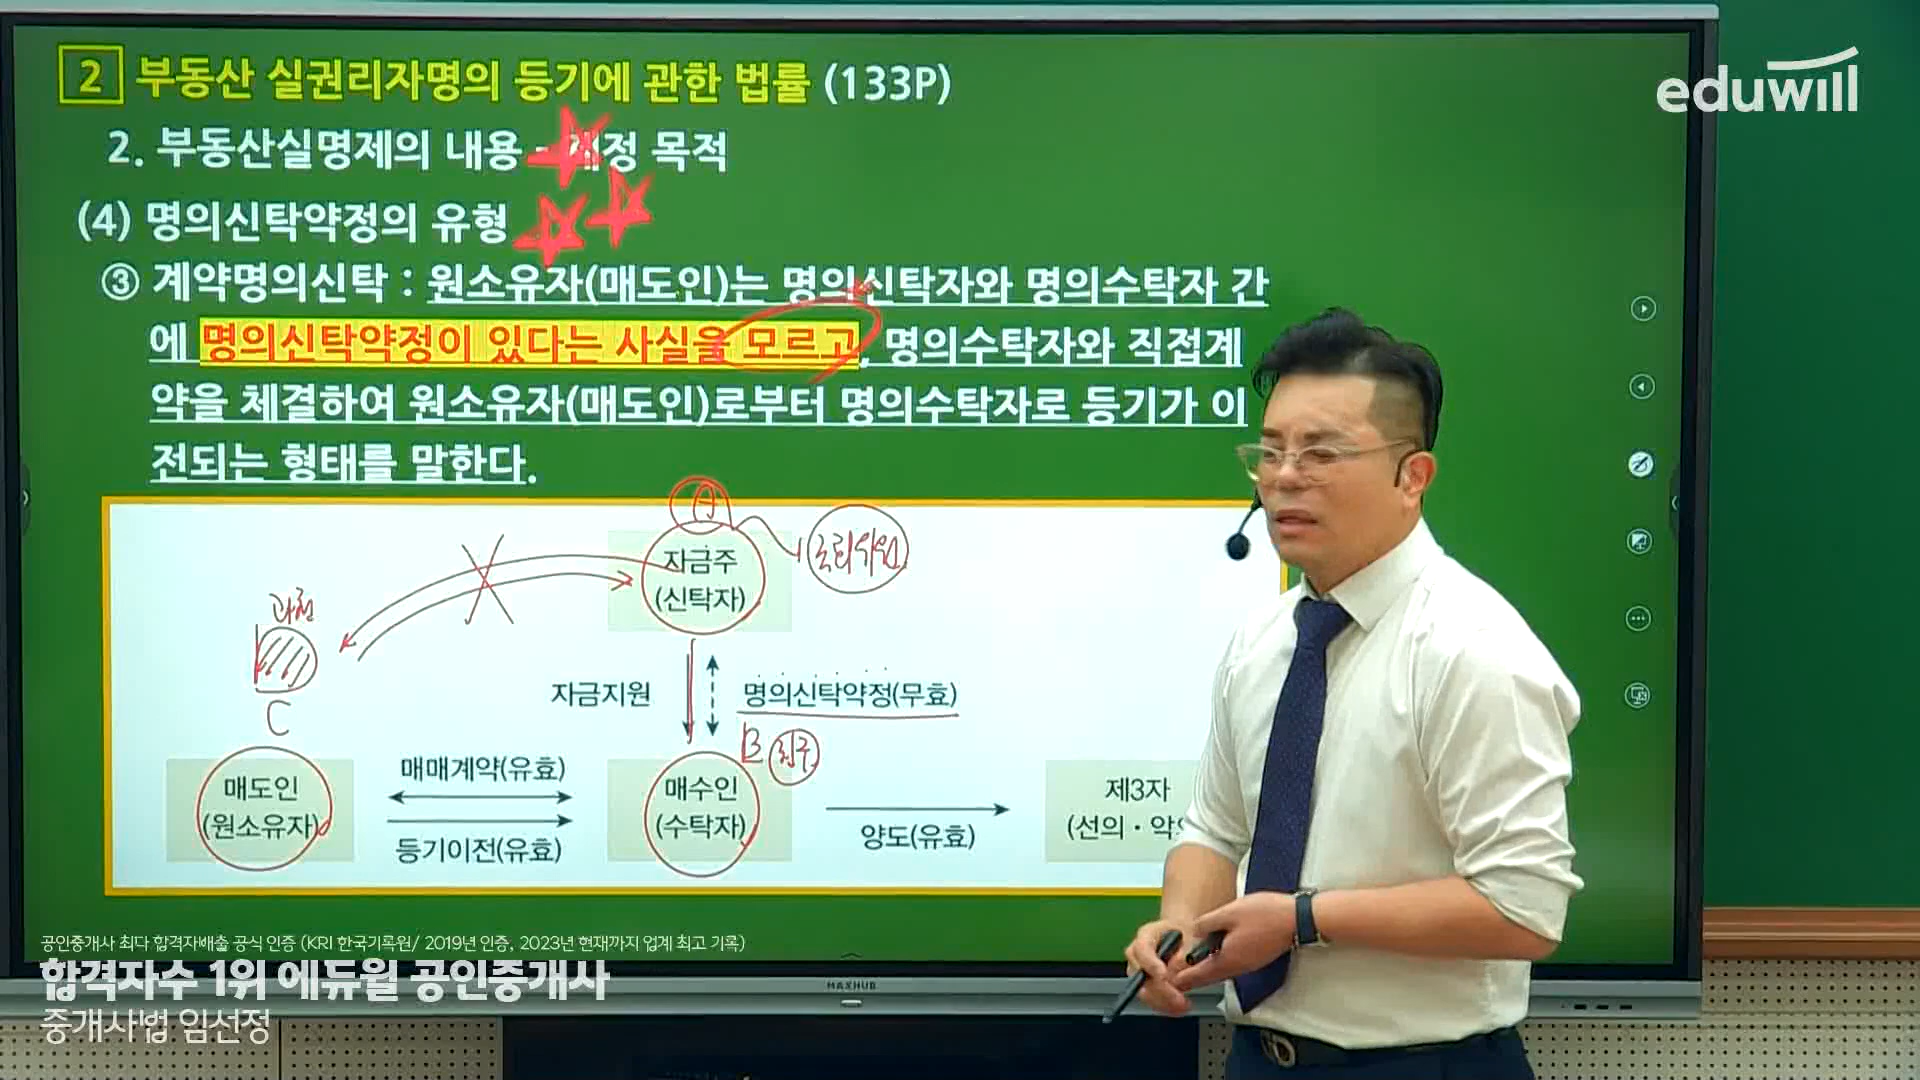 2 부동산 실권리자명의 등기에 관한 법률 (133P)
eduwill
2. 부동산실명제의 내용 - 정 목적
(4) 명의신탁약정의 유형
③ 계약명의신탁 : 원소유자(매도인)는 명의신탁자와 명의수탁자 간
에 명의신탁약정이 있다는 사실을 모르고, 명의수탁자와 직접계
약을 체결하여 원소유자(매도인)로부터 명의수탁자로 등기가 이
전되는 형태를 말한다.
A
자금주
(신탁자)
과천
C
자금지원
명의신탁약정(무효)
B 친구
매도인
(원소유자)
매매계약(유효)
등기이전(유효)
매수인
(수탁자)
양도(유효)
제3자
(선의 · 악
공인중개사 최다 합격자배출 공식 인증 (KRI 한국기록원/ 2019년 인증, 2023년 현재까지 업계 최고 기록)
합격자수 1위 에듀윌 공인중개사
중개사법 임선정
MAXHUB